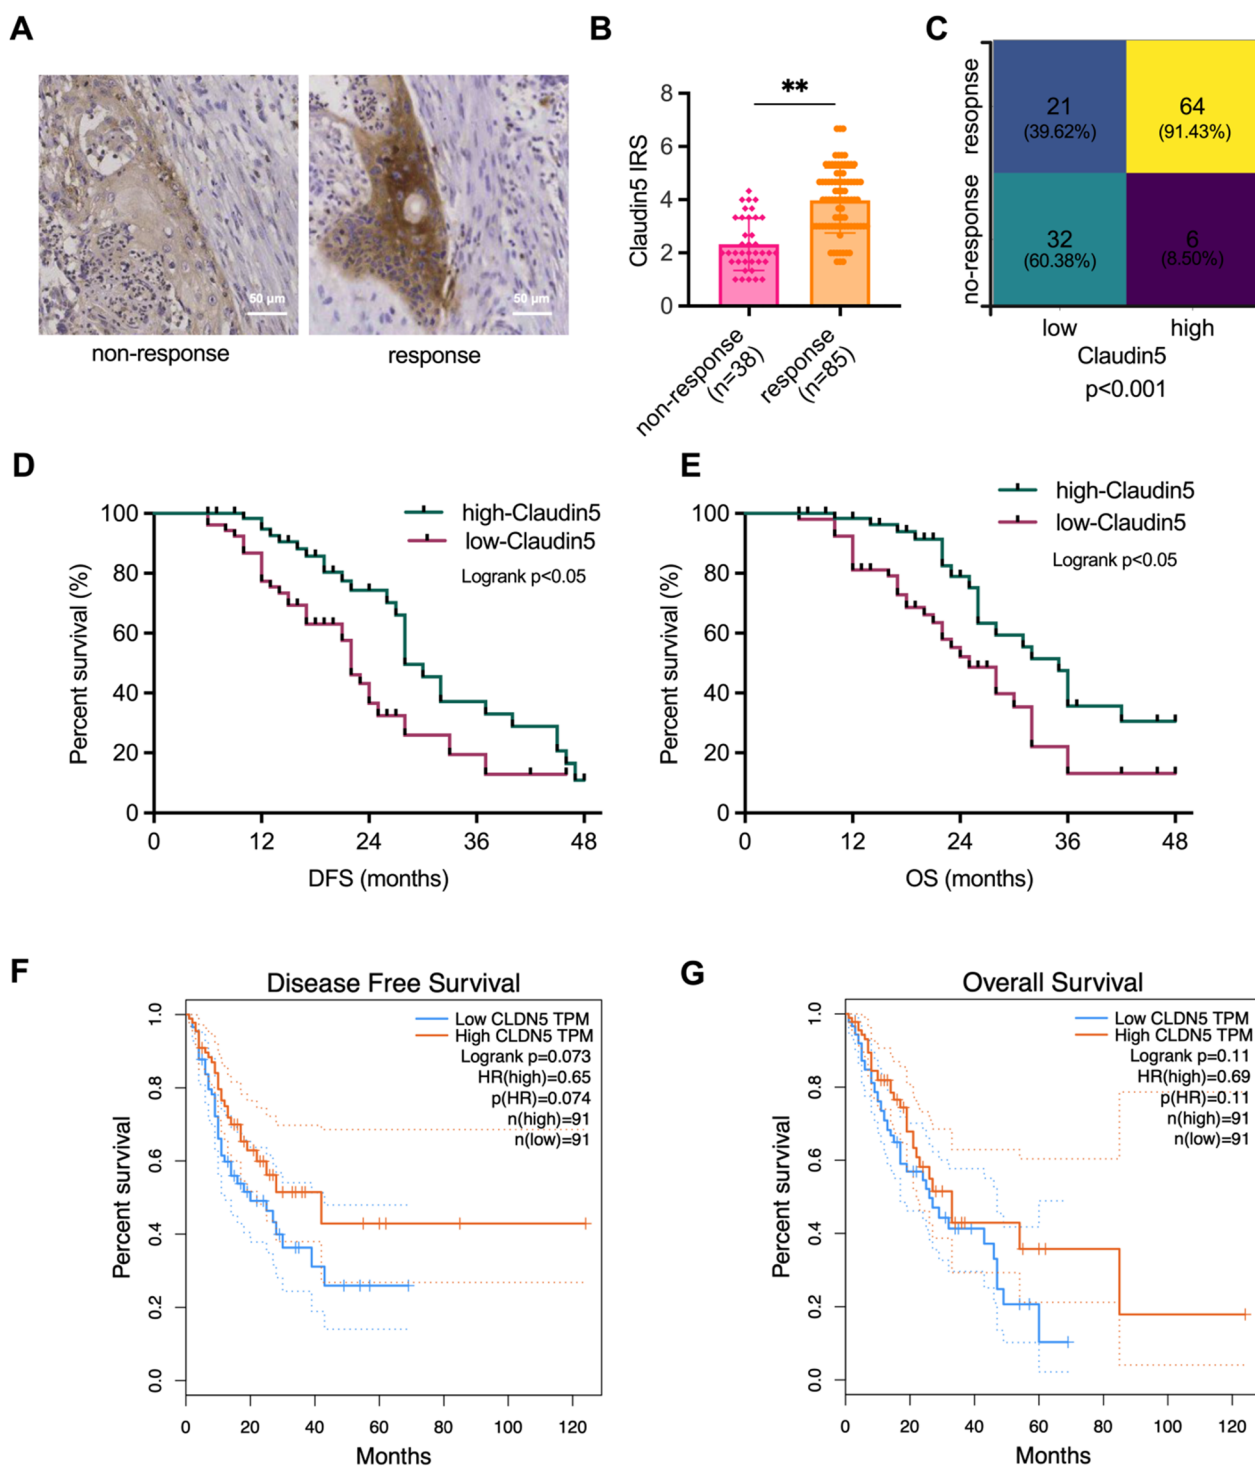 A
50 μm
50 μm
non-response
response
B
8
6
4
2
0
Claudin5 IRS
**
non-response
(n=38)
response
(n=85)
C
resopnse
no-response
21
(39.62%)
64
(91.43%)
32
(60.38%)
6
(8.50%)
low
high
Claudin5
p<0.001
D
100
80
60
40
20
0
Percent survival (%)
high-Claudin5
low-Claudin5
Logrank p<0.05
0 12 24 36 48
DFS (months)
E
100
80
60
40
20
0
Percent survival (%)
high-Claudin5
low-Claudin5
Logrank p<0.05
0 12 24 36 48
OS (months)
F
Disease Free Survival
Low CLDN5 TPM
High CLDN5 TPM
Logrank p=0.073
HR(high)=0.65
p(HR)=0.074
n(high)=91
n(low)=91
1.0
0.8
0.6
0.4
0.2
0.0
Percent survival
0 20 40 60 80 100 120
Months
G
Overall Survival
Low CLDN5 TPM
High CLDN5 TPM
Logrank p=0.11
HR(high)=0.69
p(HR)=0.11
n(high)=91
n(low)=91
1.0
0.8
0.6
0.4
0.2
0.0
Percent survival
0 20 40 60 80 100 120
Months